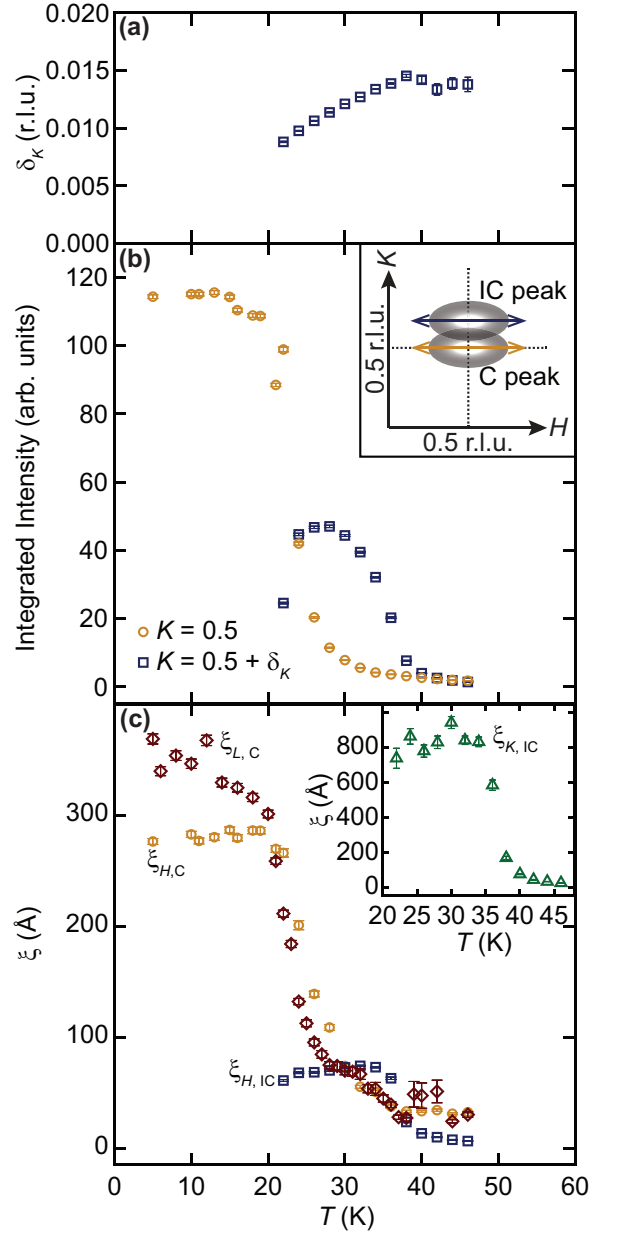 (a)
0.020
0.015
0.010
0.005
0.000
δK (r.l.u.)
(b)
120
100
80
60
40
20
0
Integrated Intensity (arb. units)
K
IC peak
C peak
0.5 r.l.u.
0.5 r.l.u.
H
K = 0.5
K = 0.5 + δK
(c)
300
200
100
0
ξ (Å)
ξL, C
ξH,C
ξH, IC
ξK, IC
800
600
400
200
0
ξ (Å)
20 25 30 35 40 45
T (K)
0 10 20 30 40 50 60
T (K)